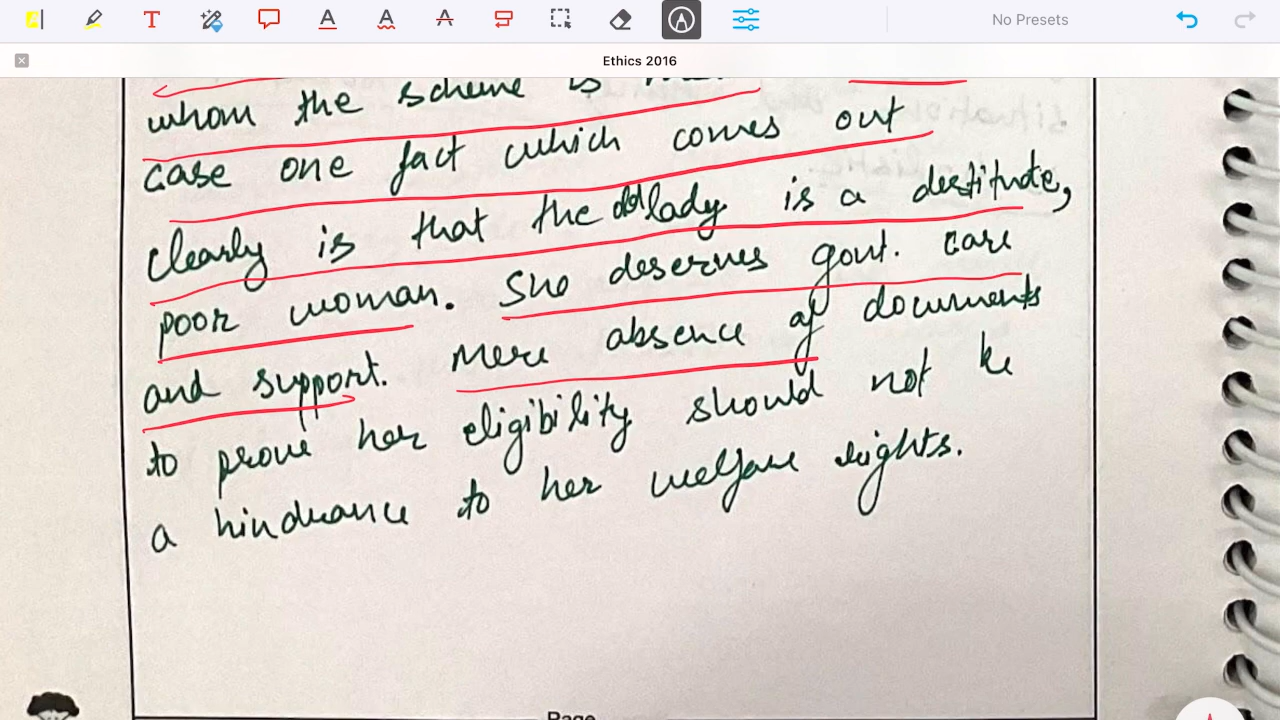 No Presets
Ethics 2016
whom the scheme is
case one fact which comes out
clearly is that the lady is a destitute,
poor woman. She deserves govt. care
and support. Mere absence of documents
to prove her eligibility should not be
a hindrance to her welfare rights.
Page